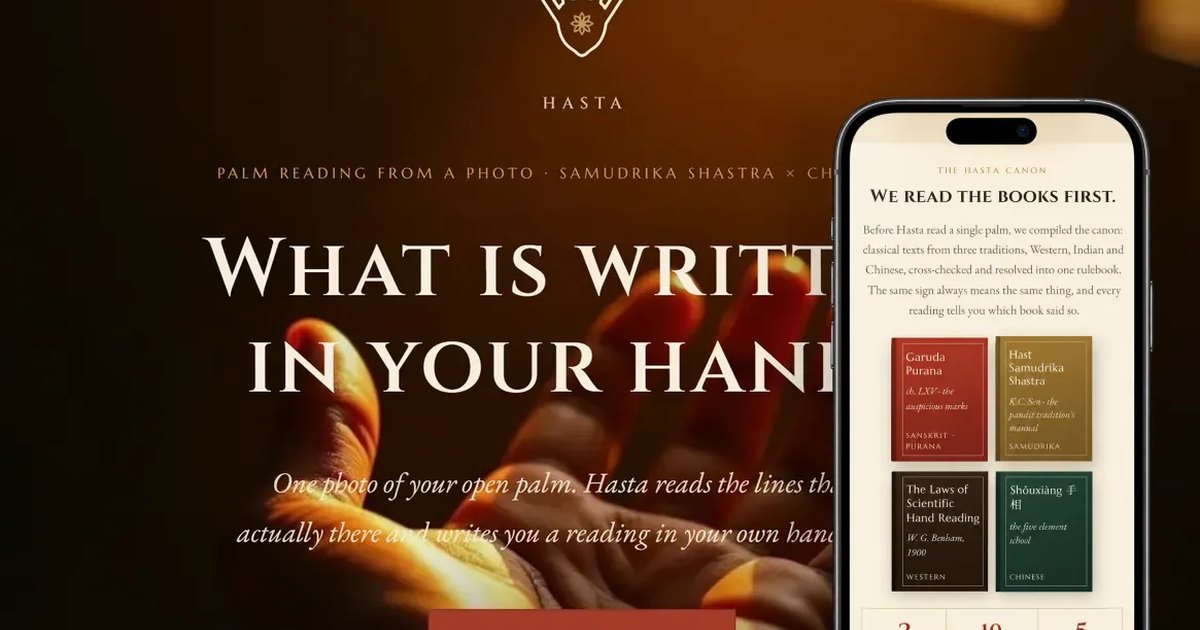 HASTA
PALM READING FROM A PHOTO · SAMUDRIKA SHASTRA × CH
WHAT IS WRITT
IN YOUR HAN
One photo of your open palm. Hasta reads the lines
actually there and writes you a reading in your own
THE HASTA CANON
WE READ THE BOOKS FIRST.
Before Hasta read a single palm, we compiled the canon:
classical texts from three traditions, Western, Indian and
Chinese, cross-checked and resolved into one rulebook.
The same sign always means the same thing, and every
reading tells you which book said so.
Garuda
Purana
ch. LXV - the
auspicious marks
SANSKRIT ·
PURANA
Hast
Samudrika
Shastra
K.C. Sen - the
pandit tradition's
manual
SAMUDRIKA
The Laws of
Scientific
Hand Reading
W. G. Benham,
1900
WESTERN
Shǒuxiàng 手
相
the five element
school
CHINESE
10